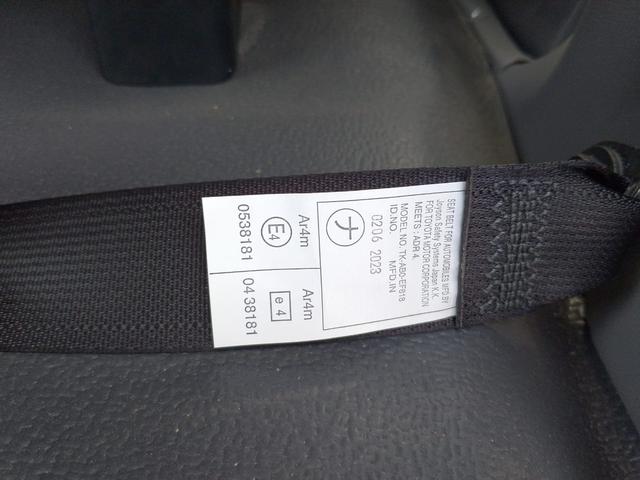 SEAT BELT FOR AUTOMOBILES MFD BY
Joyson Safety Systems Japan K.K.
FOR TOYOTA MOTOR CORPORATION
MEETS: ADR 4.
MODEL NO. TK-AB0-EF818
ID.NO. MFD.IN
0206 2023
ナ
Ar4m
E4
0538181
Ar4m
e 4
04 38181